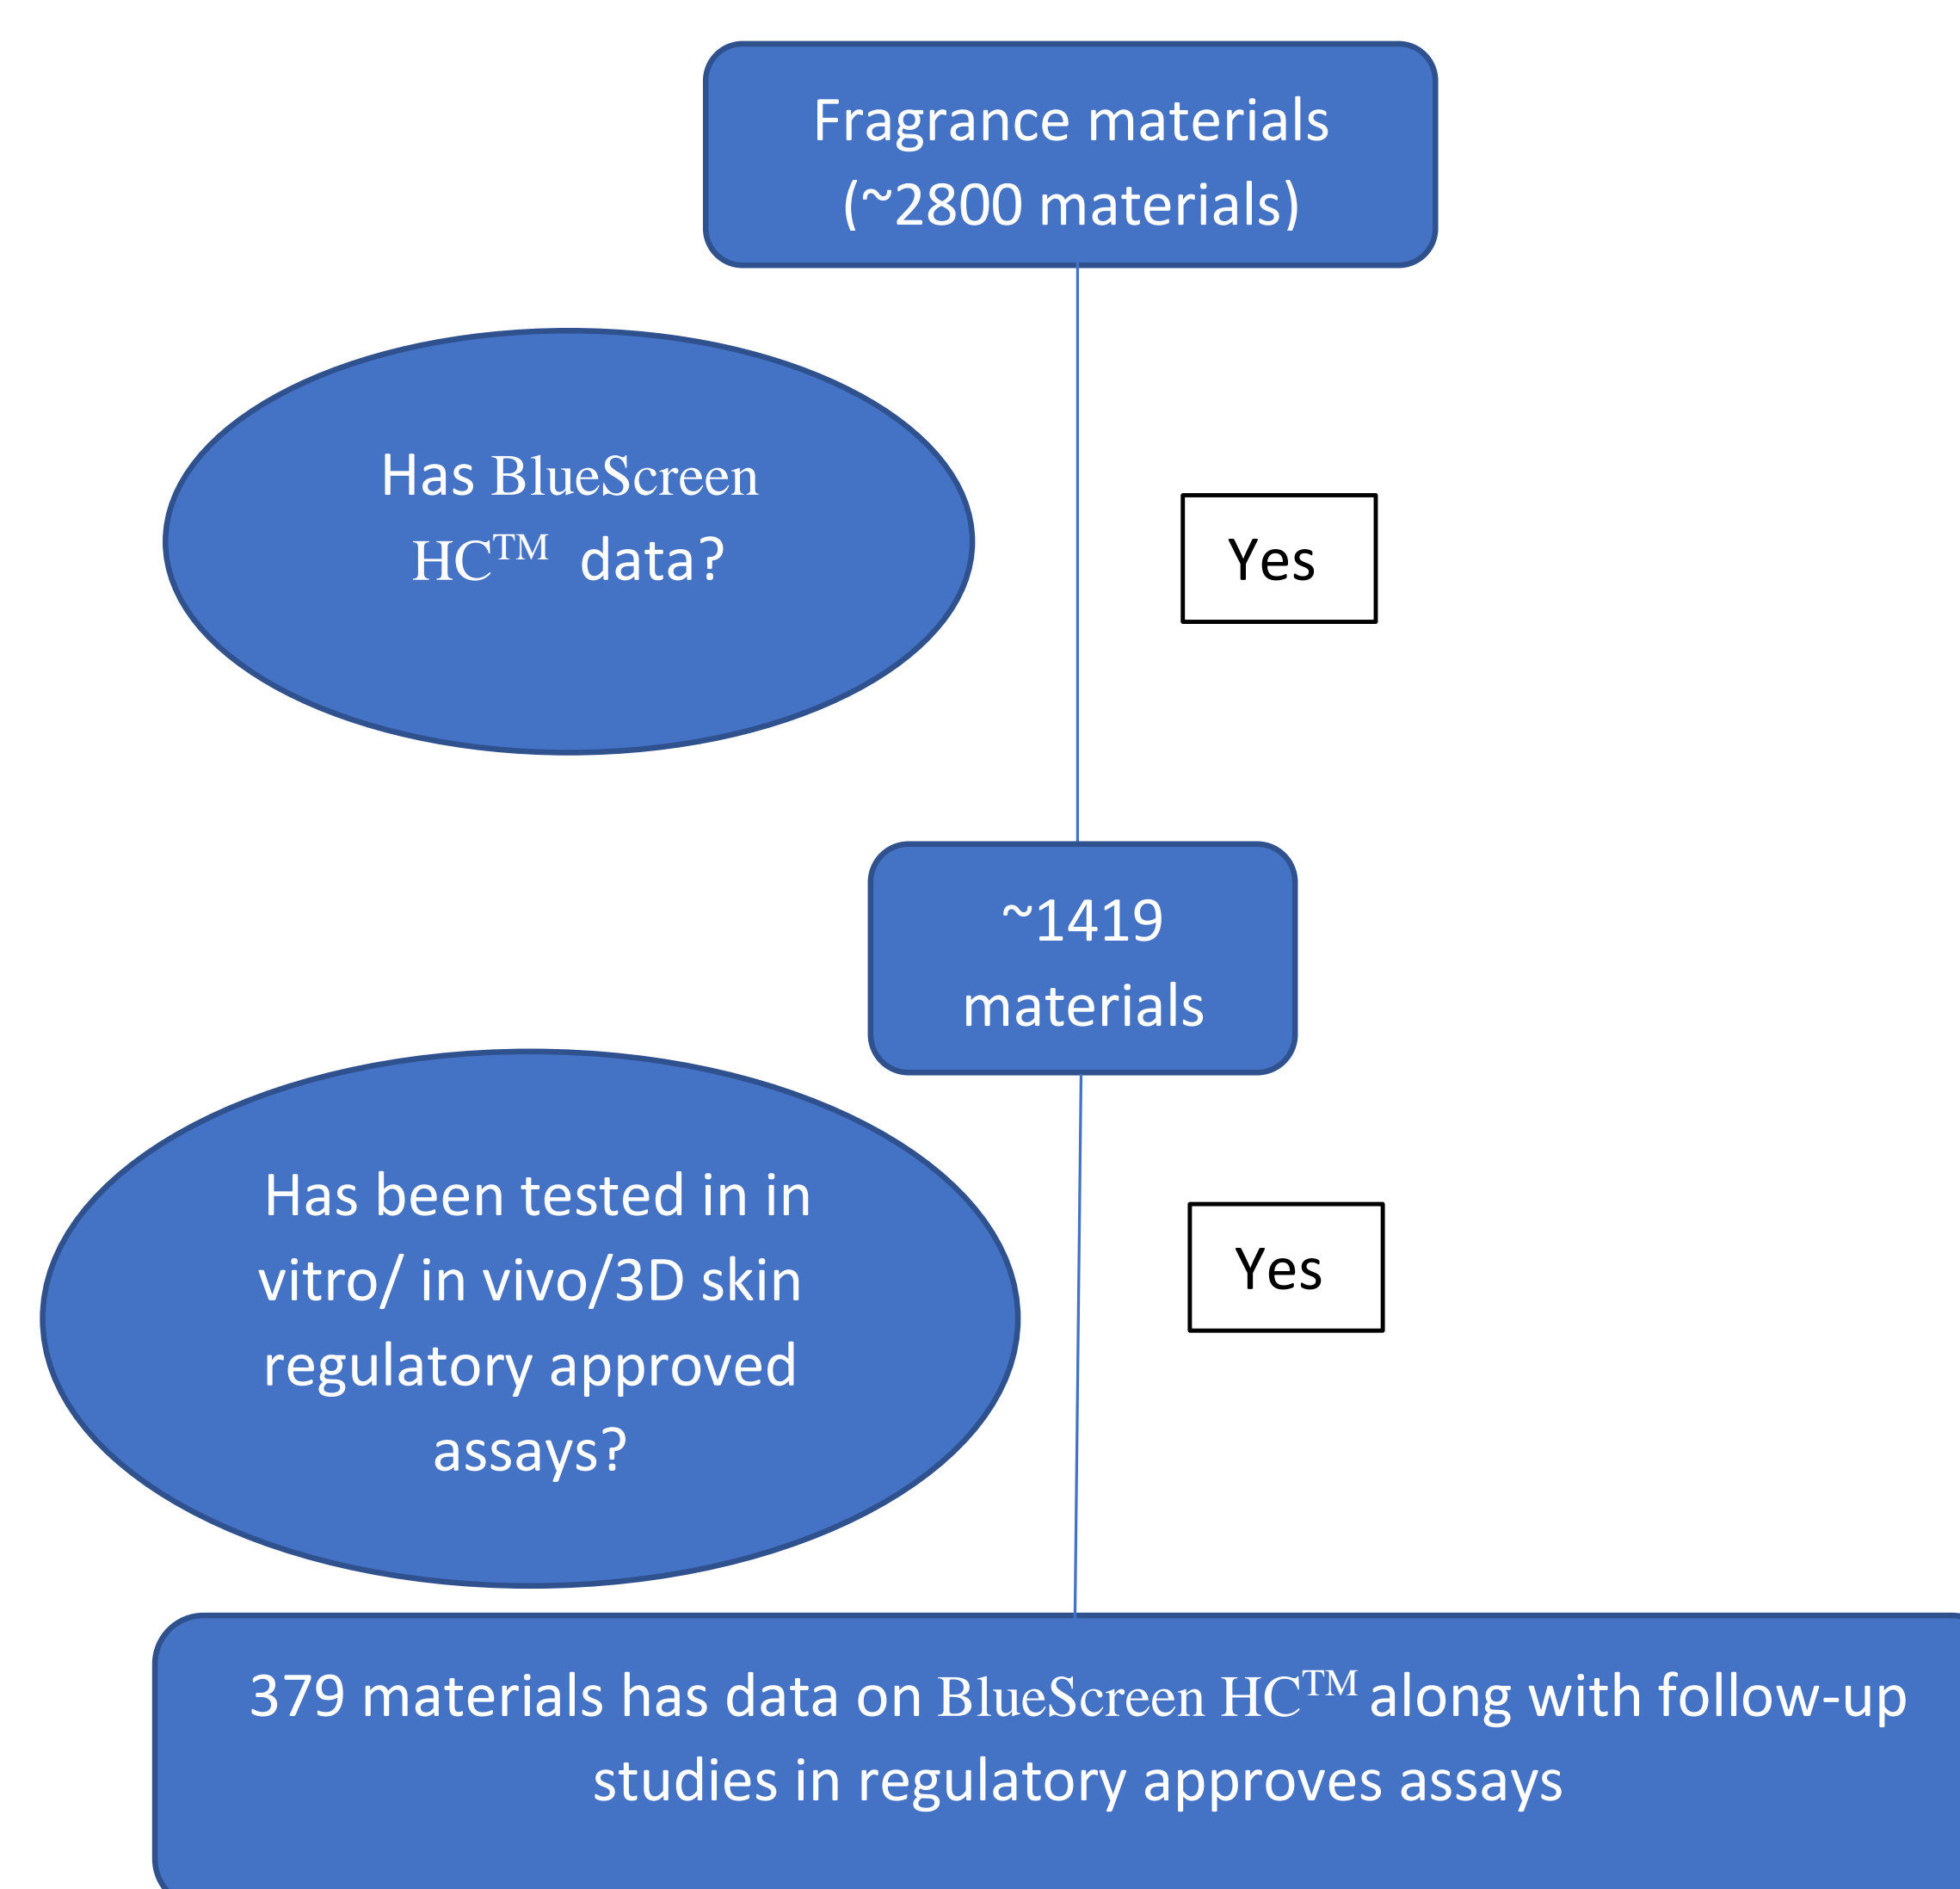 Fragrance materials
(~2800 materials)
Has BlueScreen
HC™ data?
Yes
~1419
materials
Has been tested in in
vitro/ in vivo/3D skin
regulatory approved
assays?
Yes
379 materials has data on BlueScreen HC™ along with follow-up
studies in regulatory approves assays